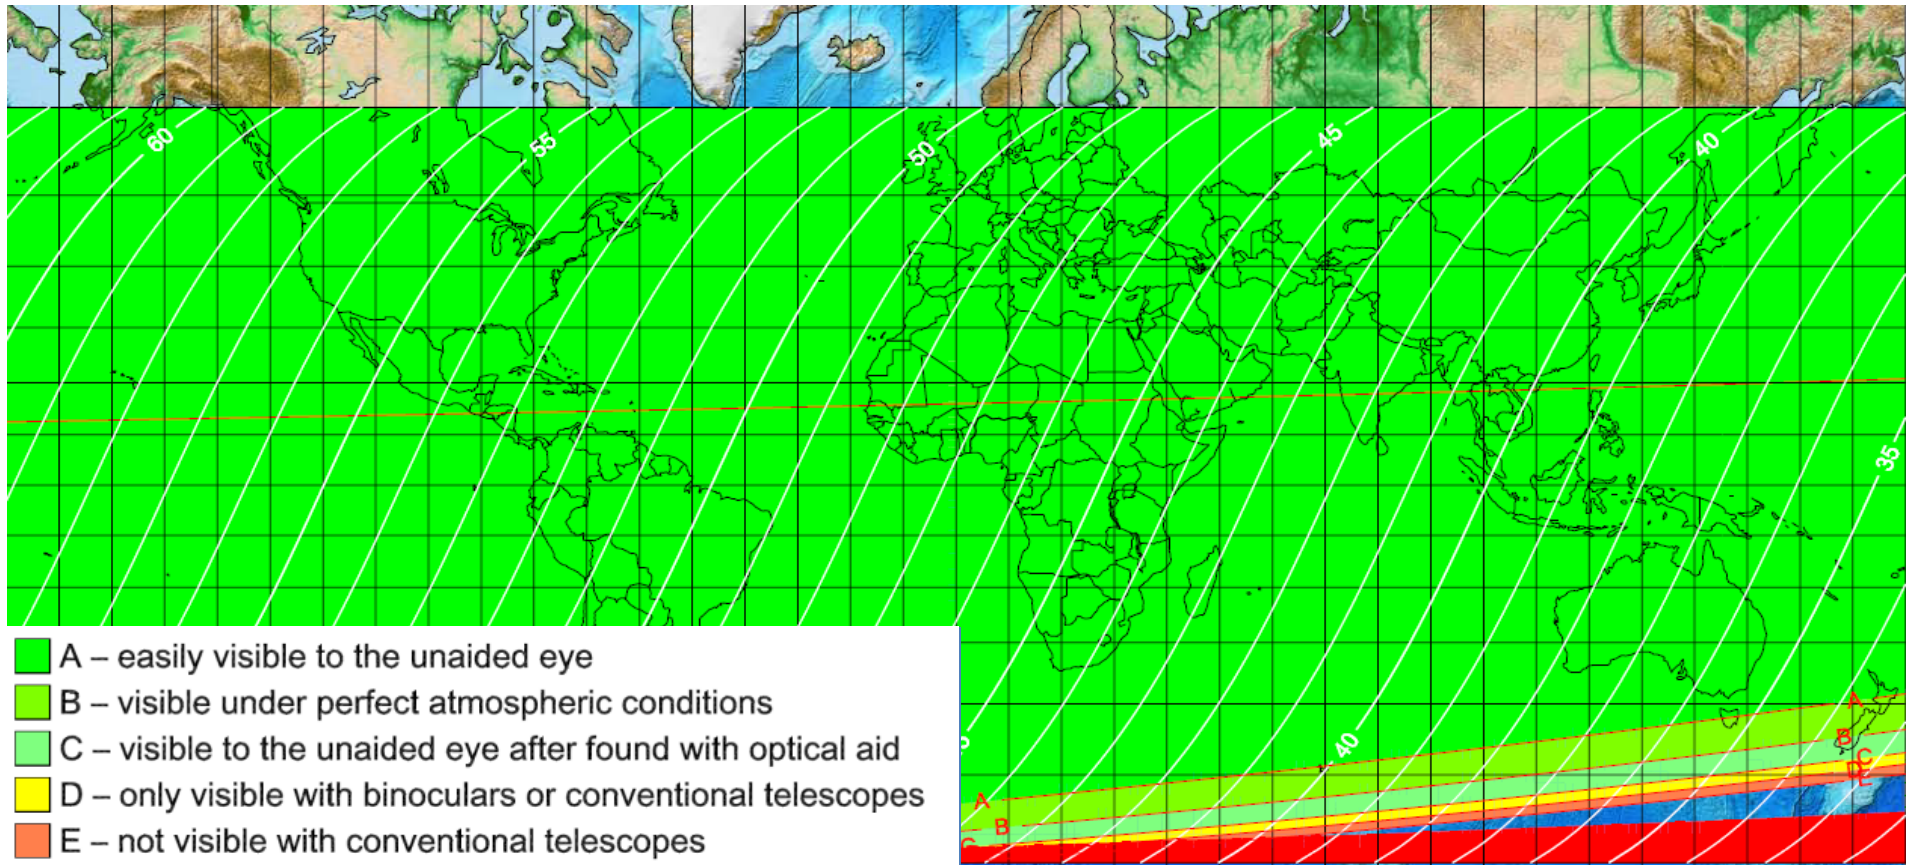 60
55
50
45
40
35
A
B
C
D
E
40
A
B
C
A – easily visible to the unaided eye
B – visible under perfect atmospheric conditions
C – visible to the unaided eye after found with optical aid
D – only visible with binoculars or conventional telescopes
E – not visible with conventional telescopes